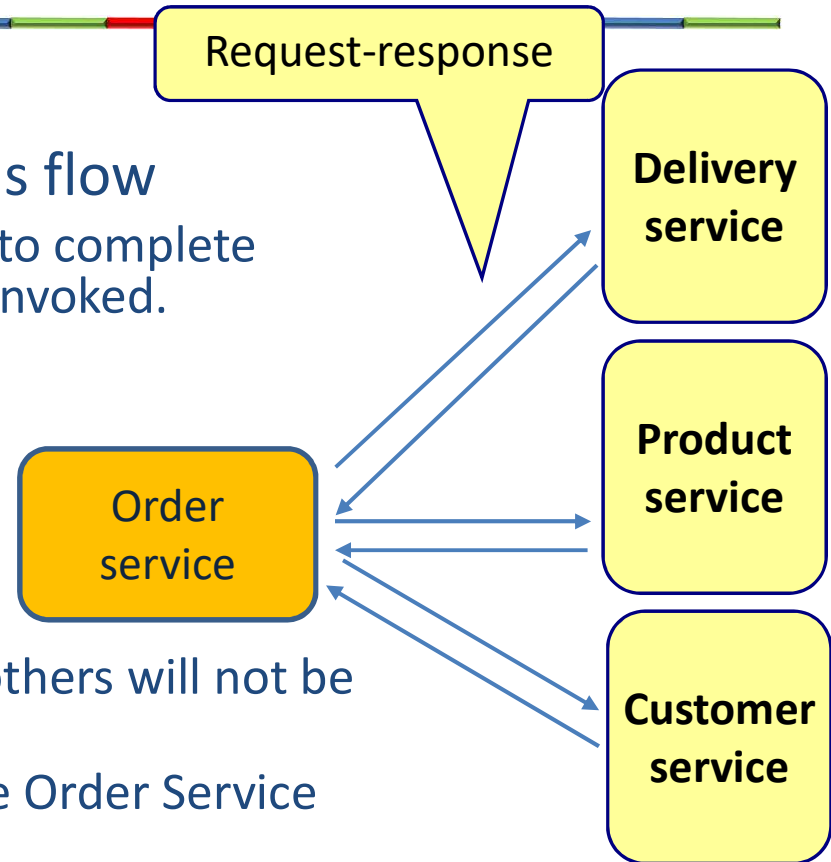 Request-response
s flow
to complete
nvoked.
Delivery
service
Product
service
Order
service
others will not be
Customer
service
e Order Service